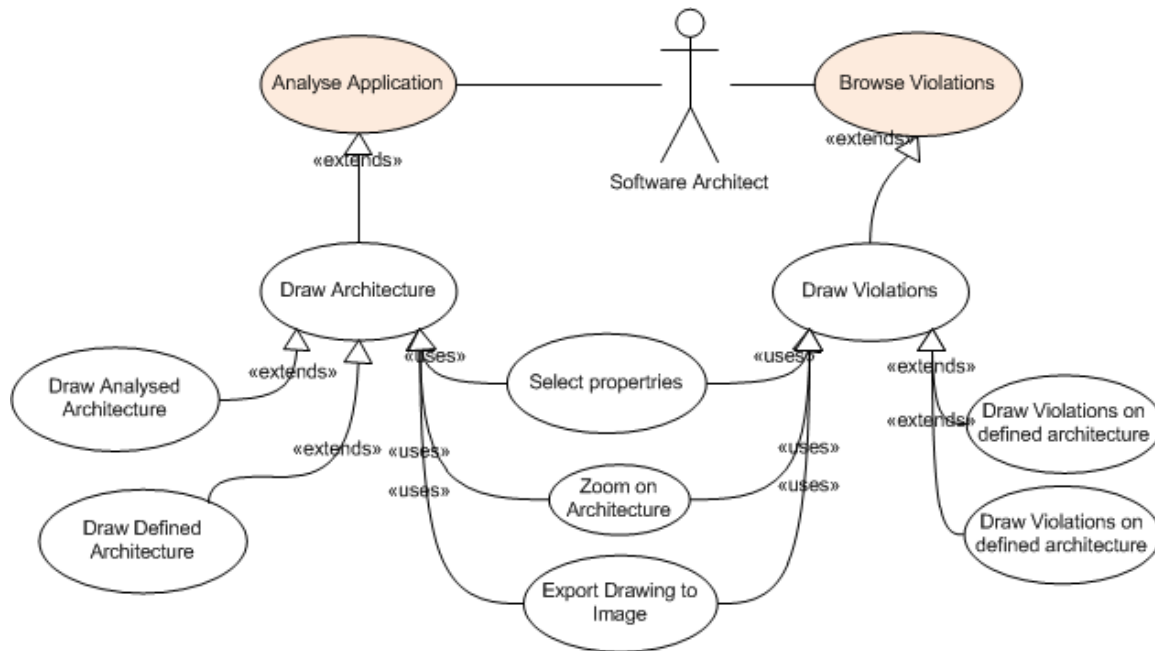 Analyse Application
Browse Violations
«extends»
«extends»
Software Architect
Draw Architecture
Draw Violations
«uses»
«uses»
«extends»
«extends»
Draw Analysed
Architecture
Select propertries
Draw Violations on
defined architecture
«extends»
«extends»
«uses»
«uses»
Zoom on
Architecture
«uses»
«uses»
Draw Defined
Architecture
Draw Violations on
defined architecture
Export Drawing to
Image